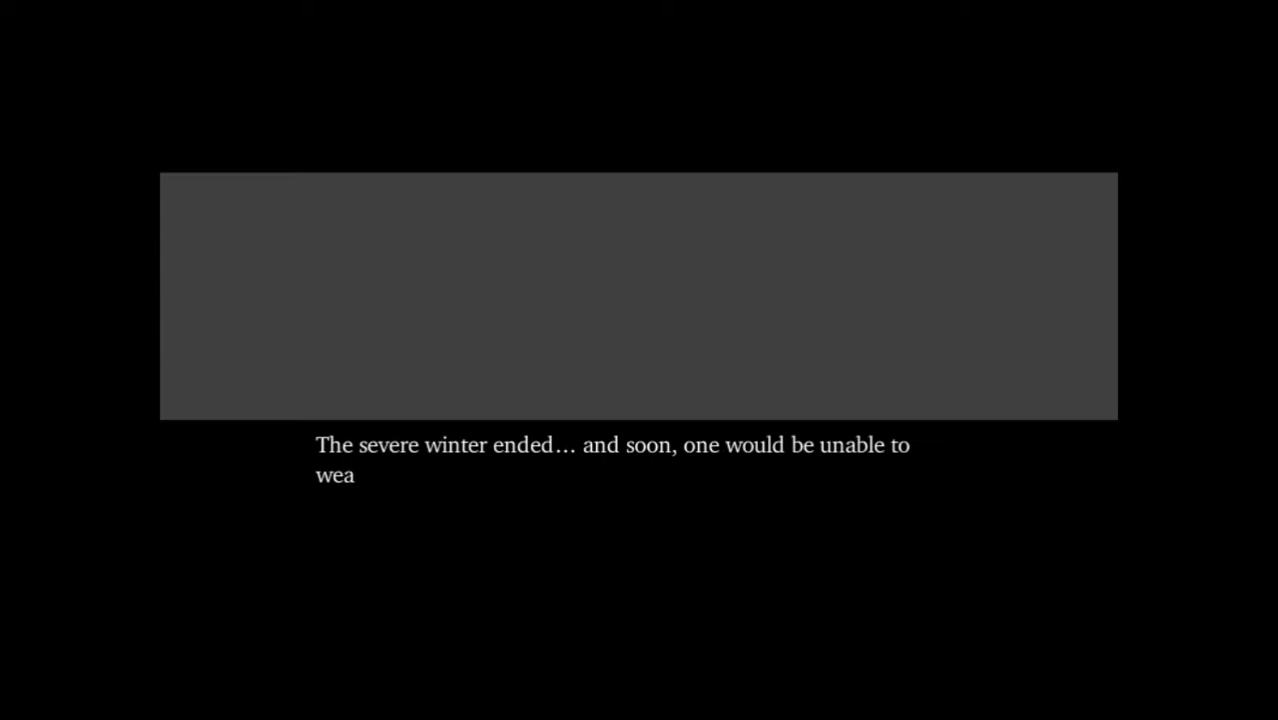 The severe winter ended… and soon, one would be unable to
wea